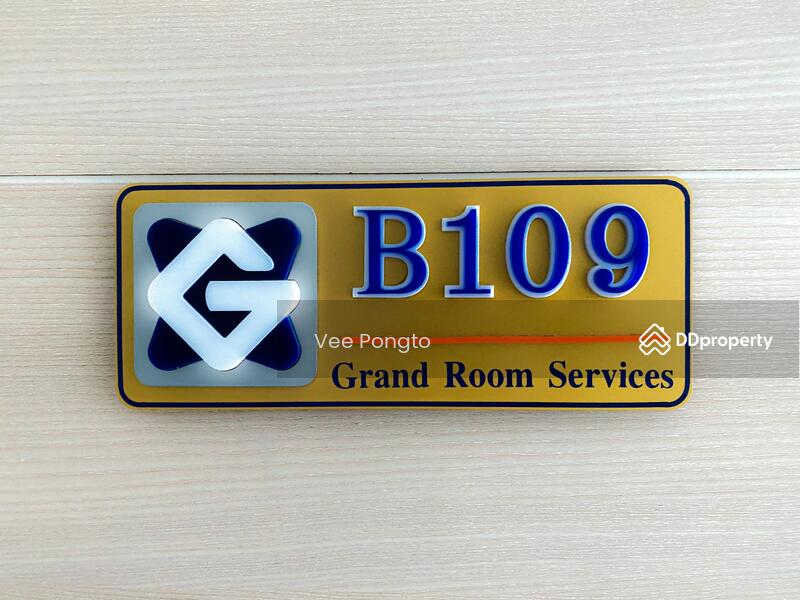 B109
Vee Pongto
DDproperty
Grand Room Services